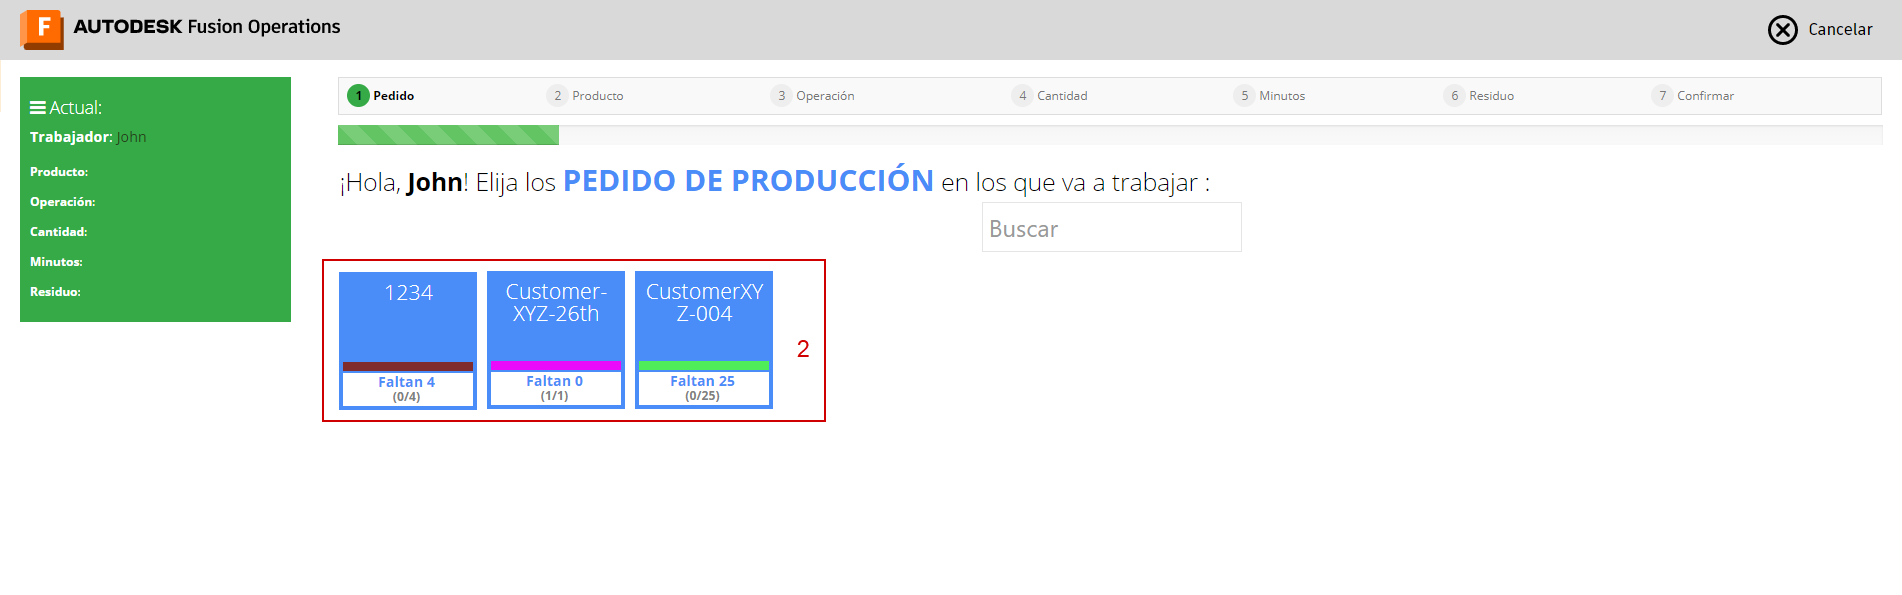 F AUTODESK Fusion Operations
Cancelar
Actual:
Trabajador: John
Producto:
Operación:
Cantidad:
Minutos:
Residuo:
1 Pedido 2 Producto 3 Operación 4 Cantidad 5 Minutos 6 Residuo 7 Confirmar
¡Hola, John! Elija los PEDIDO DE PRODUCCIÓN en los que va a trabajar :
Buscar
1234
Faltan 4
(0/4)
Customer-
XYZ-26th
Faltan 0
(1/1)
CustomerXY
Z-004
Faltan 25
(0/25)
2